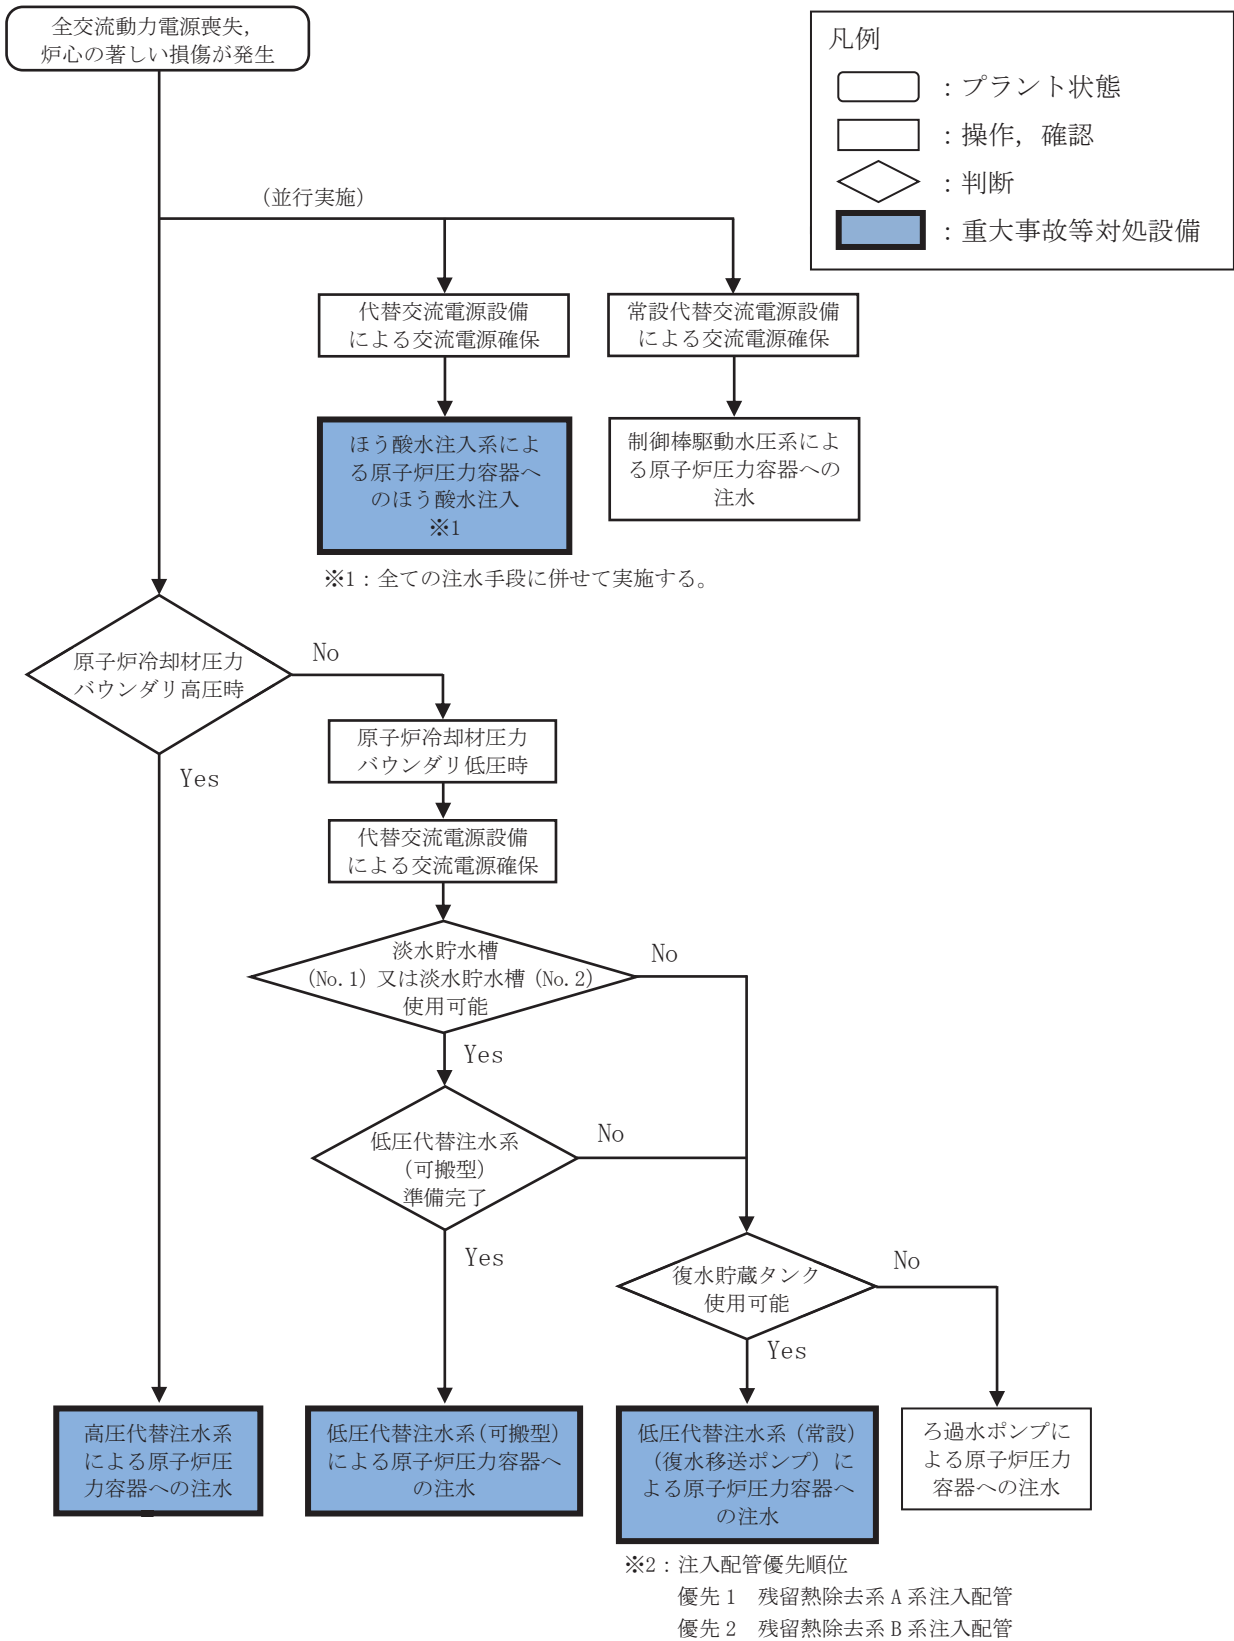 全交流動力電源喪失，
炉心の著しい損傷が発生
凡例
：プラント状態
：操作，確認
：判断
：重大事故等対処設備
（並行実施）
代替交流電源設備
による交流電源確保
常設代替交流電源設備
による交流電源確保
ほう酸水注入系によ
る原子炉圧力容器へ
のほう酸水注入
※1
制御棒駆動水圧系によ
る原子炉圧力容器への
注水
※1：全ての注水手段に併せて実施する。
原子炉冷却材圧力
バウンダリ高圧時
No
Yes
原子炉冷却材圧力
バウンダリ低圧時
代替交流電源設備
による交流電源確保
淡水貯水槽
(No.1) 又は淡水貯水槽 (No.2)
使用可能
No
Yes
低圧代替注水系
（可搬型）
準備完了
No
Yes
復水貯蔵タンク
使用可能
No
Yes
高圧代替注水系
による原子炉圧
力容器への注水
低圧代替注水系(可搬型)
による原子炉圧力容器へ
の注水
低圧代替注水系（常設）
（復水移送ポンプ）に
よる原子炉圧力容器へ
の注水
ろ過水ポンプに
よる原子炉圧力
容器への注水
※2：注入配管優先順位
優先1 残留熱除去系A系注入配管
優先2 残留熱除去系B系注入配管